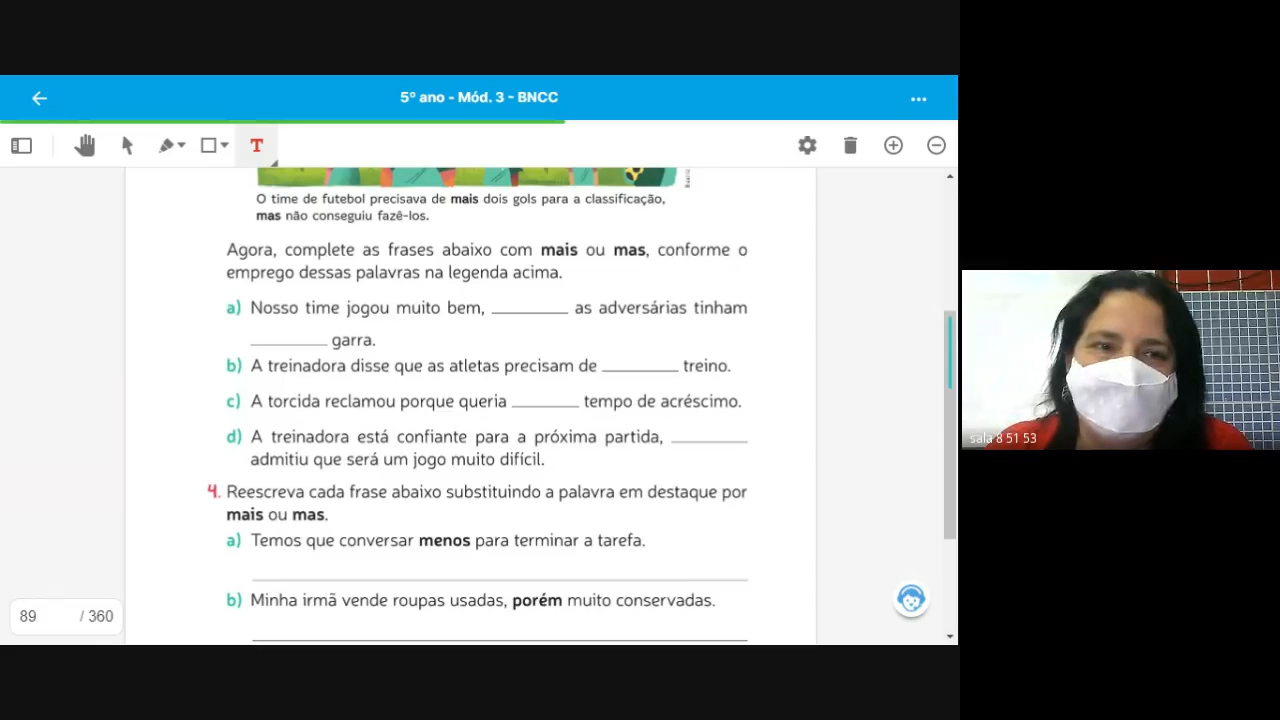 5º ano - Mód. 3 - BNCC
T
O time de futebol precisava de mais dois gols para a classificação,
mas não conseguiu fazê-los.
Agora, complete as frases abaixo com mais ou mas, conforme o
emprego dessas palavras na legenda acima.
a) Nosso time jogou muito bem, ________ as adversárias tinham
________ garra.
b) A treinadora disse que as atletas precisam de ________ treino.
c) A torcida reclamou porque queria ________ tempo de acréscimo.
d) A treinadora está confiante para a próxima partida, ________
admitiu que será um jogo muito difícil.
4. Reescreva cada frase abaixo substituindo a palavra em destaque por
mais ou mas.
a) Temos que conversar menos para terminar a tarefa.
b) Minha irmã vende roupas usadas, porém muito conservadas.
89 / 360
sala 8 51 53